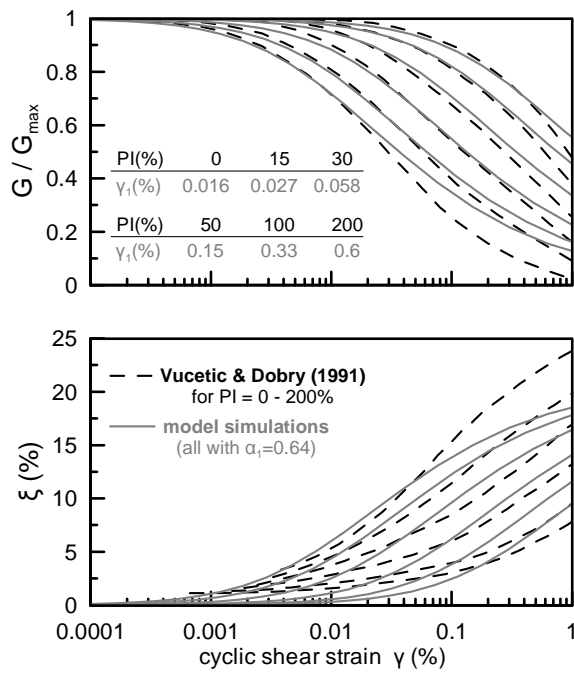 1
0.8
0.6
0.4
0.2
0
G / Gmax
PI(%) 0 15 30
γ1(%) 0.016 0.027 0.058
PI(%) 50 100 200
γ1(%) 0.15 0.33 0.6
25
20
15
10
5
0
ξ (%)
Vucetic & Dobry (1991)
for PI = 0 - 200%
model simulations
(all with α1=0.64)
0.0001 0.001 0.01 0.1 1
cyclic shear strain γ (%)